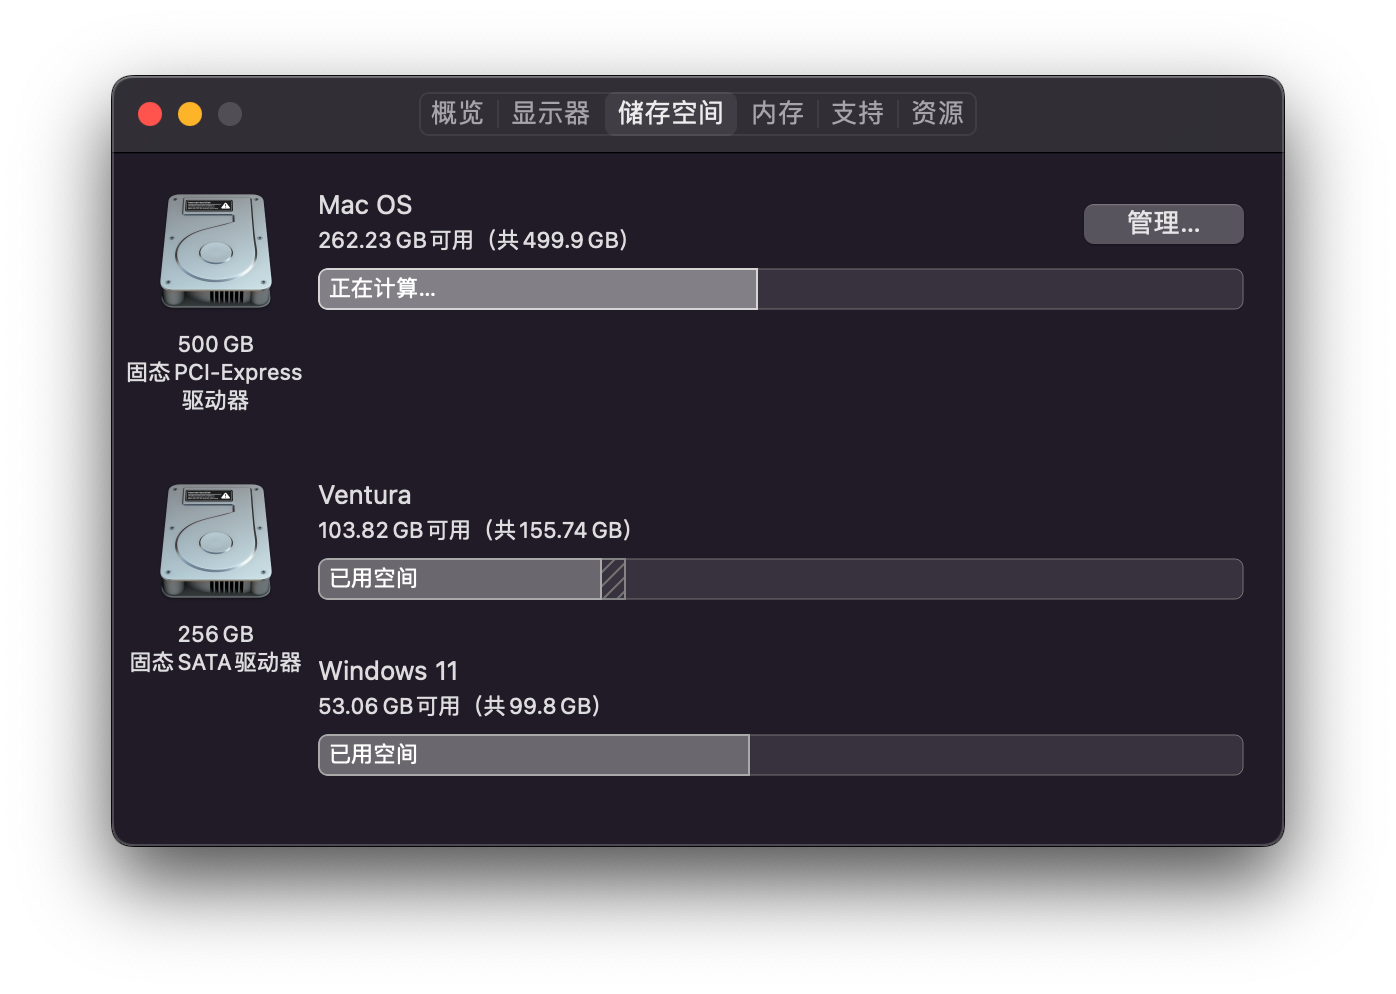 概览 显示器 储存空间 内存 支持 资源
Mac OS
262.23 GB 可用（共 499.9 GB）
管理...
正在计算...
500 GB
固态 PCI-Express
驱动器
Ventura
103.82 GB 可用（共 155.74 GB）
已用空间
256 GB
固态 SATA 驱动器
Windows 11
53.06 GB 可用（共 99.8 GB）
已用空间